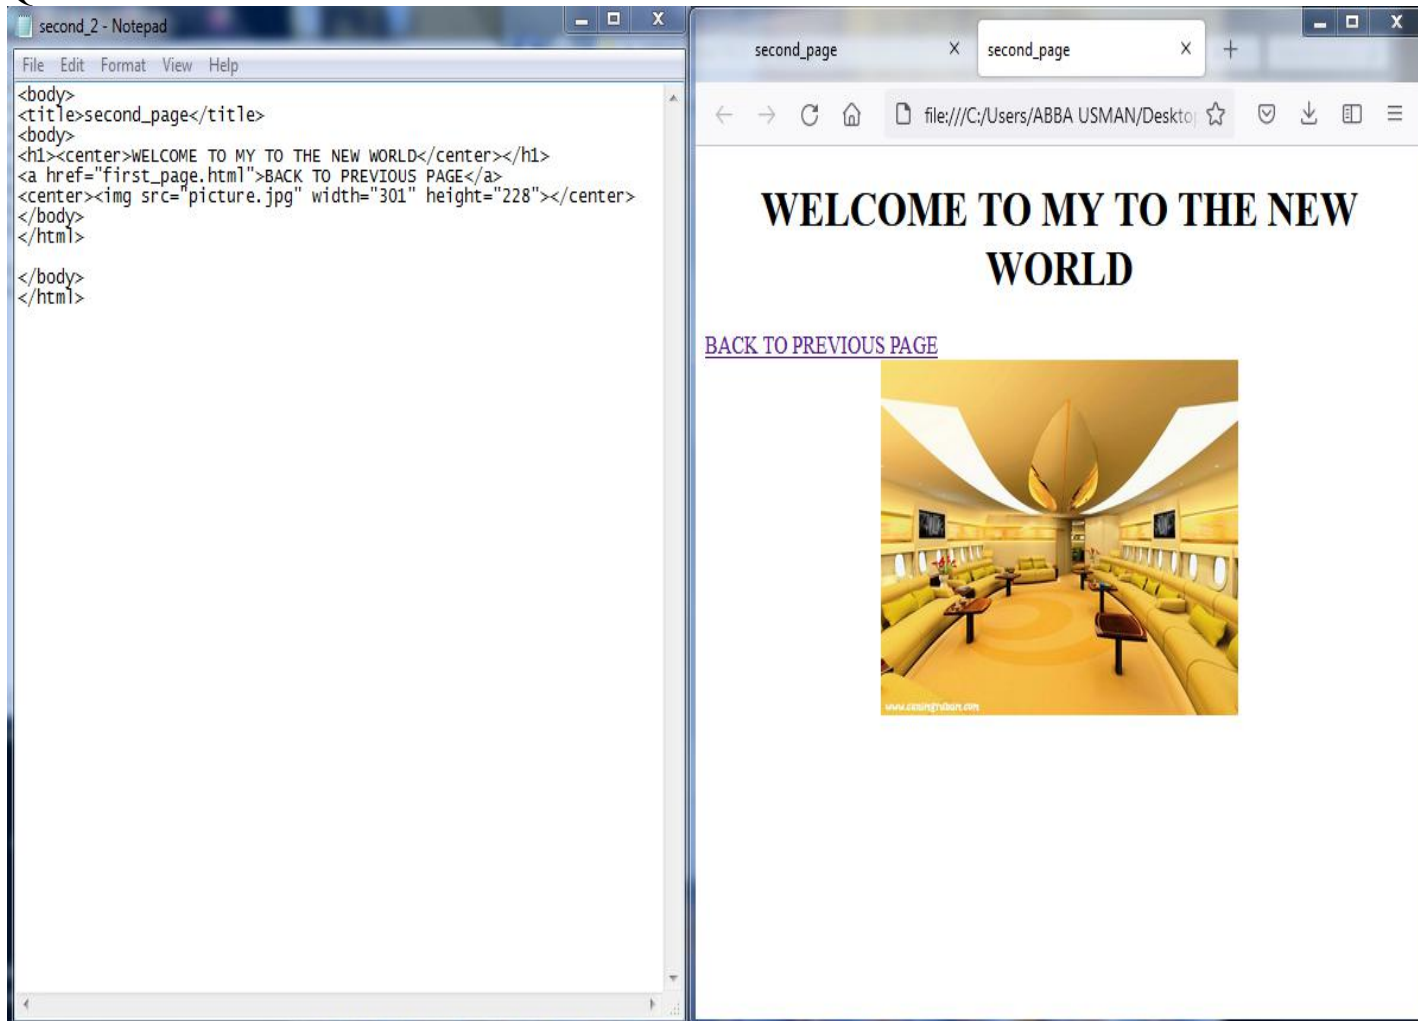 second_2 - Notepad
File Edit Format View Help
<body>
<title>second_page</title>
<body>
<h1><center>WELCOME TO MY TO THE NEW WORLD</center></h1>
<a href="first_page.html">BACK TO PREVIOUS PAGE</a>
<center><img src="picture.jpg" width="301" height="228"></center>
</body>
</html>
</body>
</html>
second_page
second_page
file:///C:/Users/ABBA USMAN/Deskto
WELCOME TO MY TO THE NEW
WORLD
BACK TO PREVIOUS PAGE